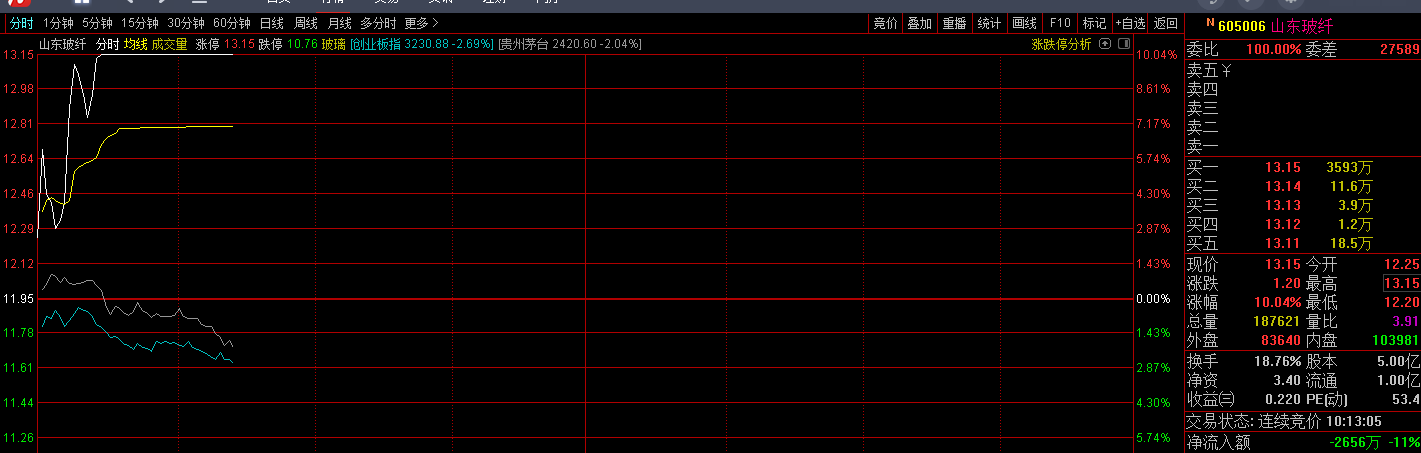 分时 1分钟 5分钟 15分钟 30分钟 60分钟 日线 周线 月线 多分时 更多 竞价 叠加 重播 统计 画线 F10 标记 +自选 返回
N 605006 山东玻纤
山东玻纤 分时 均线 成交量 涨停 13.15 跌停 10.76 玻璃 [创业板指 3230.88 -2.69%] [贵州茅台 2420.60 -2.04%] 涨跌停分析
13.15 10.04%
12.98 8.61%
12.81 7.17%
12.64 5.74%
12.46 4.30%
12.29 2.87%
12.12 1.43%
11.95 0.00%
11.78 1.43%
11.61 2.87%
11.44 4.30%
11.26 5.74%
委比 100.00% 委差 27589
卖五 ¥
卖四
卖三
卖二
卖一
买一 13.15 3593万
买二 13.14 11.6万
买三 13.13 3.9万
买四 13.12 1.2万
买五 13.11 18.5万
现价 13.15 今开 12.25
涨跌 1.20 最高 13.15
涨幅 10.04% 最低 12.20
总量 187621 量比 3.91
外盘 83640 内盘 103981
换手 18.76% 股本 5.00亿
净资 3.40 流通 1.00亿
收益㈢ 0.220 PE(动) 53.4
交易状态: 连续竞价 10:13:05
净流入额 -2656万 -11%